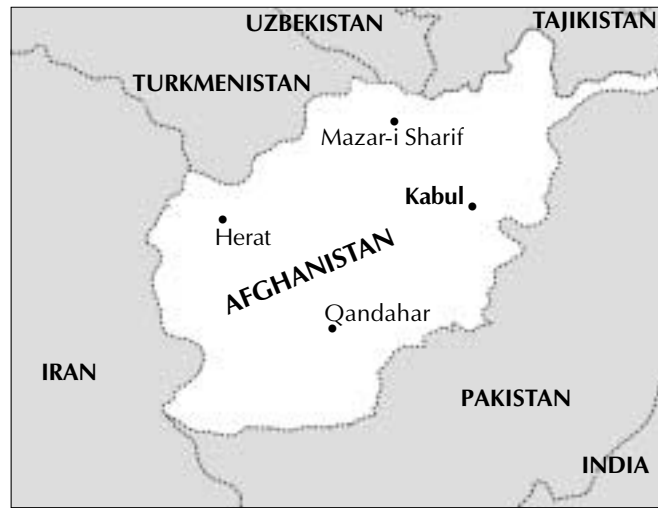 UZBEKISTAN
TAJIKISTAN
TURKMENISTAN
Mazar-i Sharif
Kabul
Herat
AFGHANISTAN
Qandahar
IRAN
PAKISTAN
INDIA